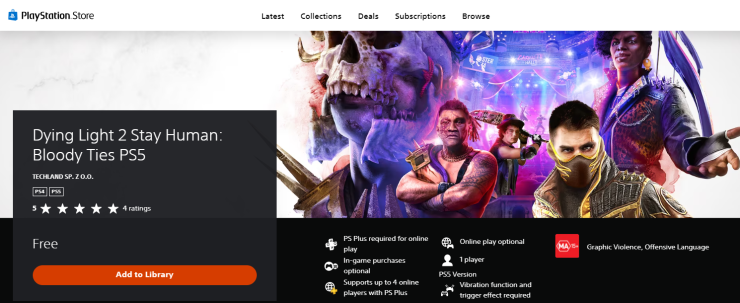 PlayStation Store
Latest Collections Deals Subscriptions Browse
Dying Light 2 Stay Human:
Bloody Ties PS5
TECHLAND SP. Z O.O.
PS4 PS5
5 4 ratings
Free
Add to Library
PS Plus required for online
play
In-game purchases
optional
Supports up to 4 online
players with PS Plus
Online play optional
1 player
PS5 Version
Vibration function and
trigger effect required
MA 15+
Graphic Violence, Offensive Language